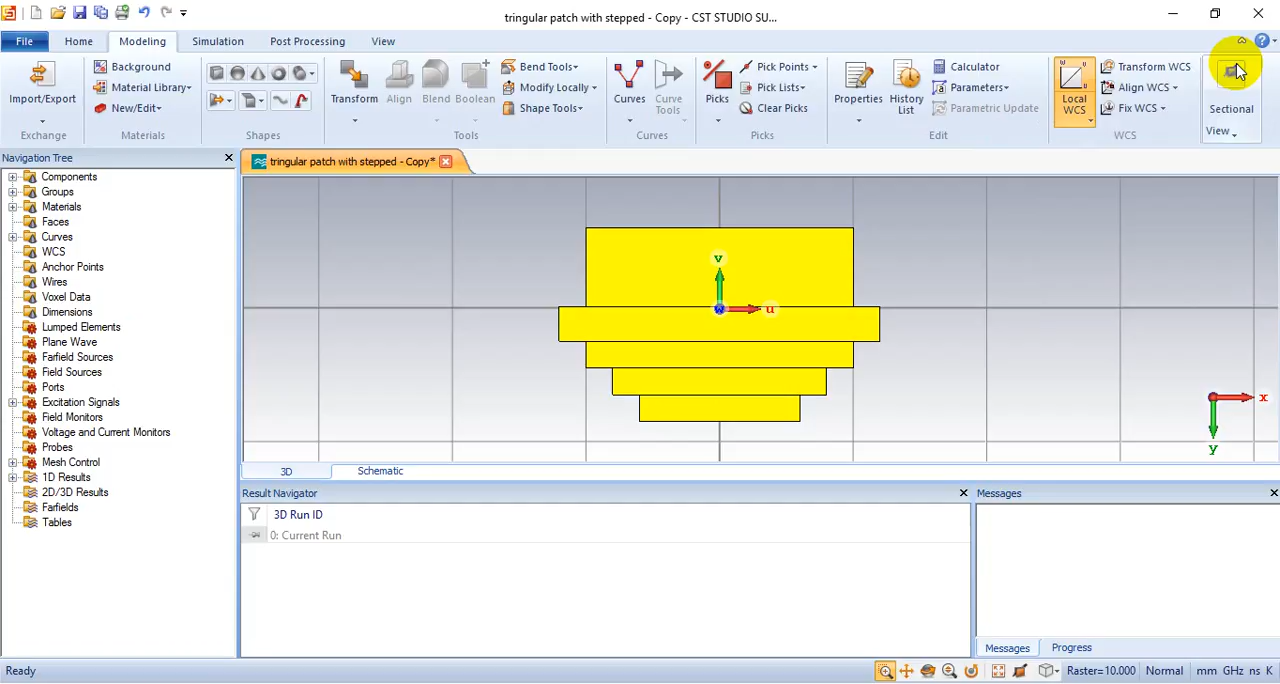 tringular patch with stepped - Copy - CST STUDIO SU...
File Home Modeling Simulation Post Processing View
Import/Export
Exchange
Background
Material Library
New/Edit
Materials
Shapes
Transform
Align
Blend
Boolean
Bend Tools
Modify Locally
Shape Tools
Tools
Curves
Curve Tools
Curves
Picks
Pick Points
Pick Lists
Clear Picks
Picks
Properties
History List
Calculator
Parameters
Parametric Update
Edit
Local WCS
Transform WCS
Align WCS
Fix WCS
WCS
Sectional
View
Navigation Tree
tringular patch with stepped - Copy*
Components
Groups
Materials
Faces
Curves
WCS
Anchor Points
Wires
Voxel Data
Dimensions
Lumped Elements
Plane Wave
Farfield Sources
Field Sources
Ports
Excitation Signals
Field Monitors
Voltage and Current Monitors
Probes
Mesh Control
1D Results
2D/3D Results
Farfields
Tables
v
u
w
x
y
3D Schematic
Result Navigator
3D Run ID
0: Current Run
Messages
Messages Progress
Ready
Raster=10.000 Normal mm GHz ns K